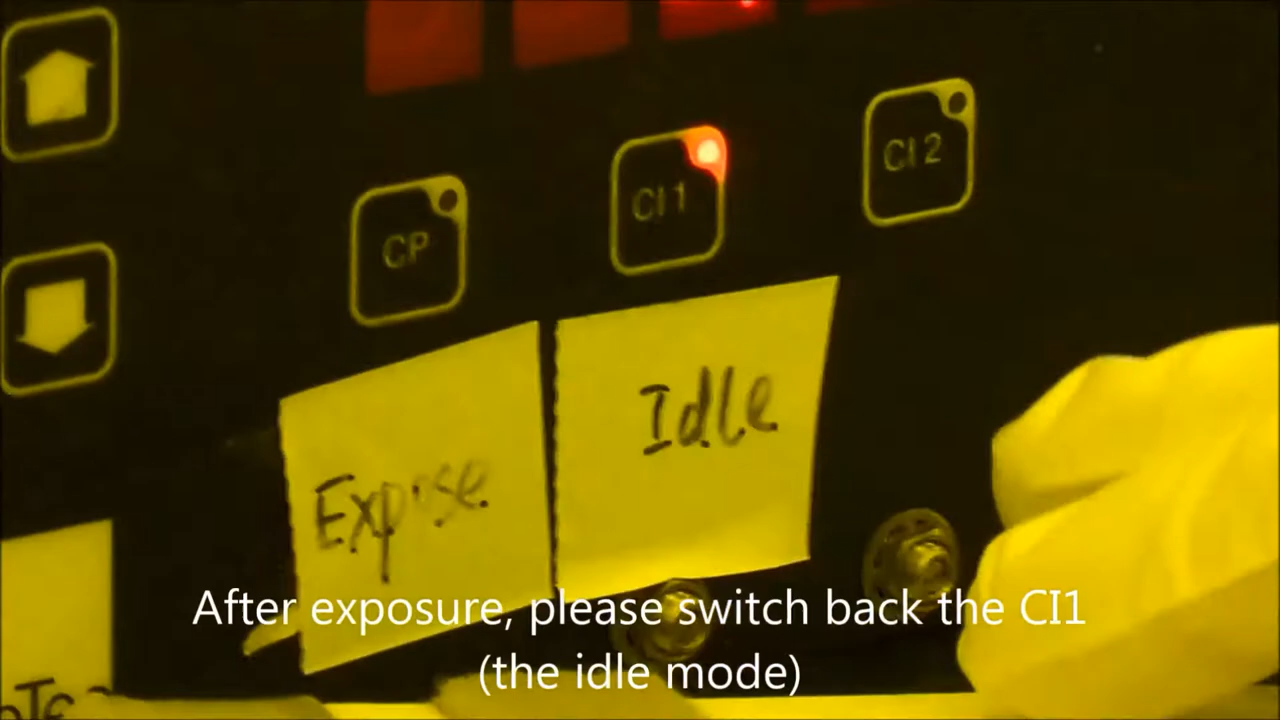 CP
CI 1
CI 2
Expose
Idle
After exposure, please switch back the CI1
(the idle mode)